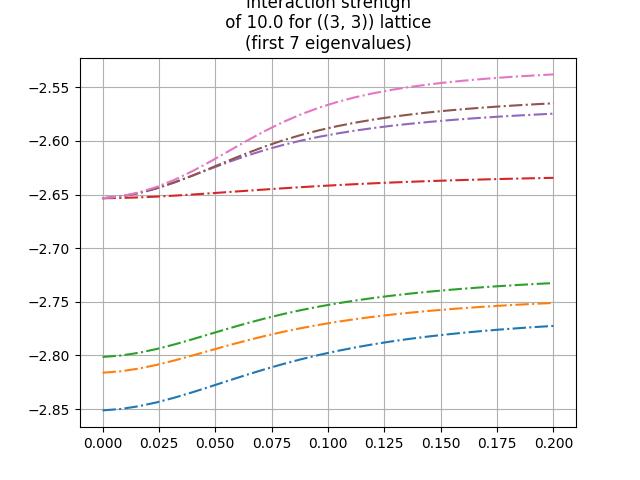 interaction strentgh
of 10.0 for ((3, 3)) lattice
(first 7 eigenvalues)
−2.55
−2.60
−2.65
−2.70
−2.75
−2.80
−2.85
0.000 0.025 0.050 0.075 0.100 0.125 0.150 0.175 0.200